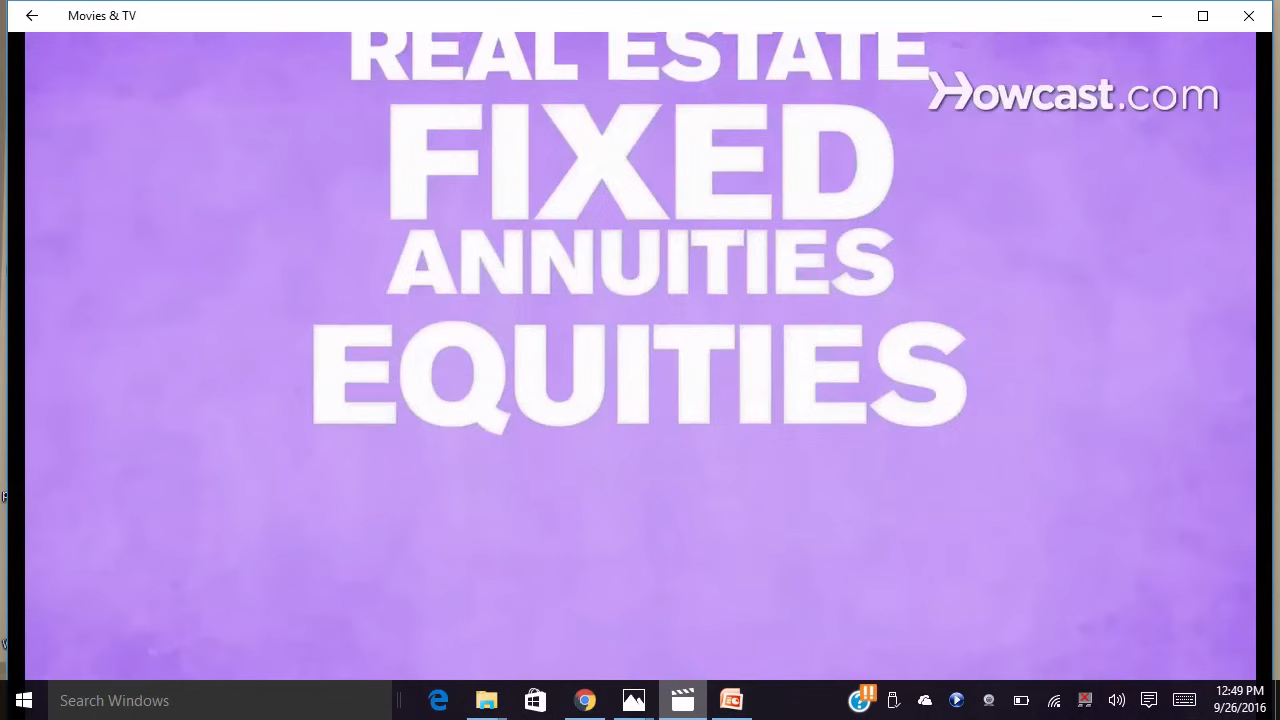 Movies & TV
REAL ESTATE
Howcast.com
FIXED
ANNUITIES
EQUITIES
Search Windows
12:49 PM
9/26/2016